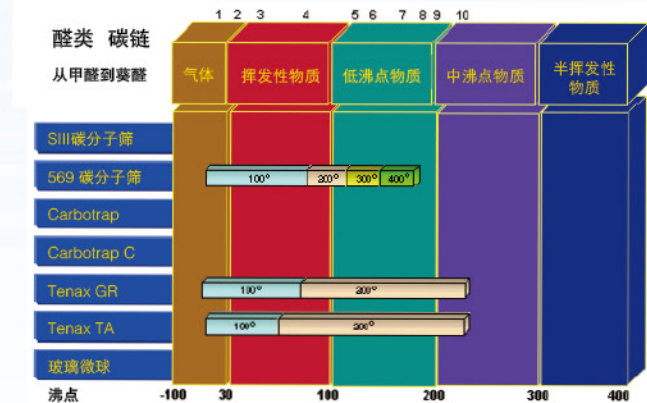 1 2 3 4 5 6 7 8 9 10
醛类 碳链
从甲醛到葵醛
气体 挥发性物质 低沸点物质 中沸点物质 半挥发性
物质
SIII碳分子筛
569 碳分子筛 100° 200° 300° 400°
Carbotrap
Carbotrap C
Tenax GR 100° 200°
Tenax TA 100° 200°
玻璃微球
沸点 -100 30 100 200 300 400